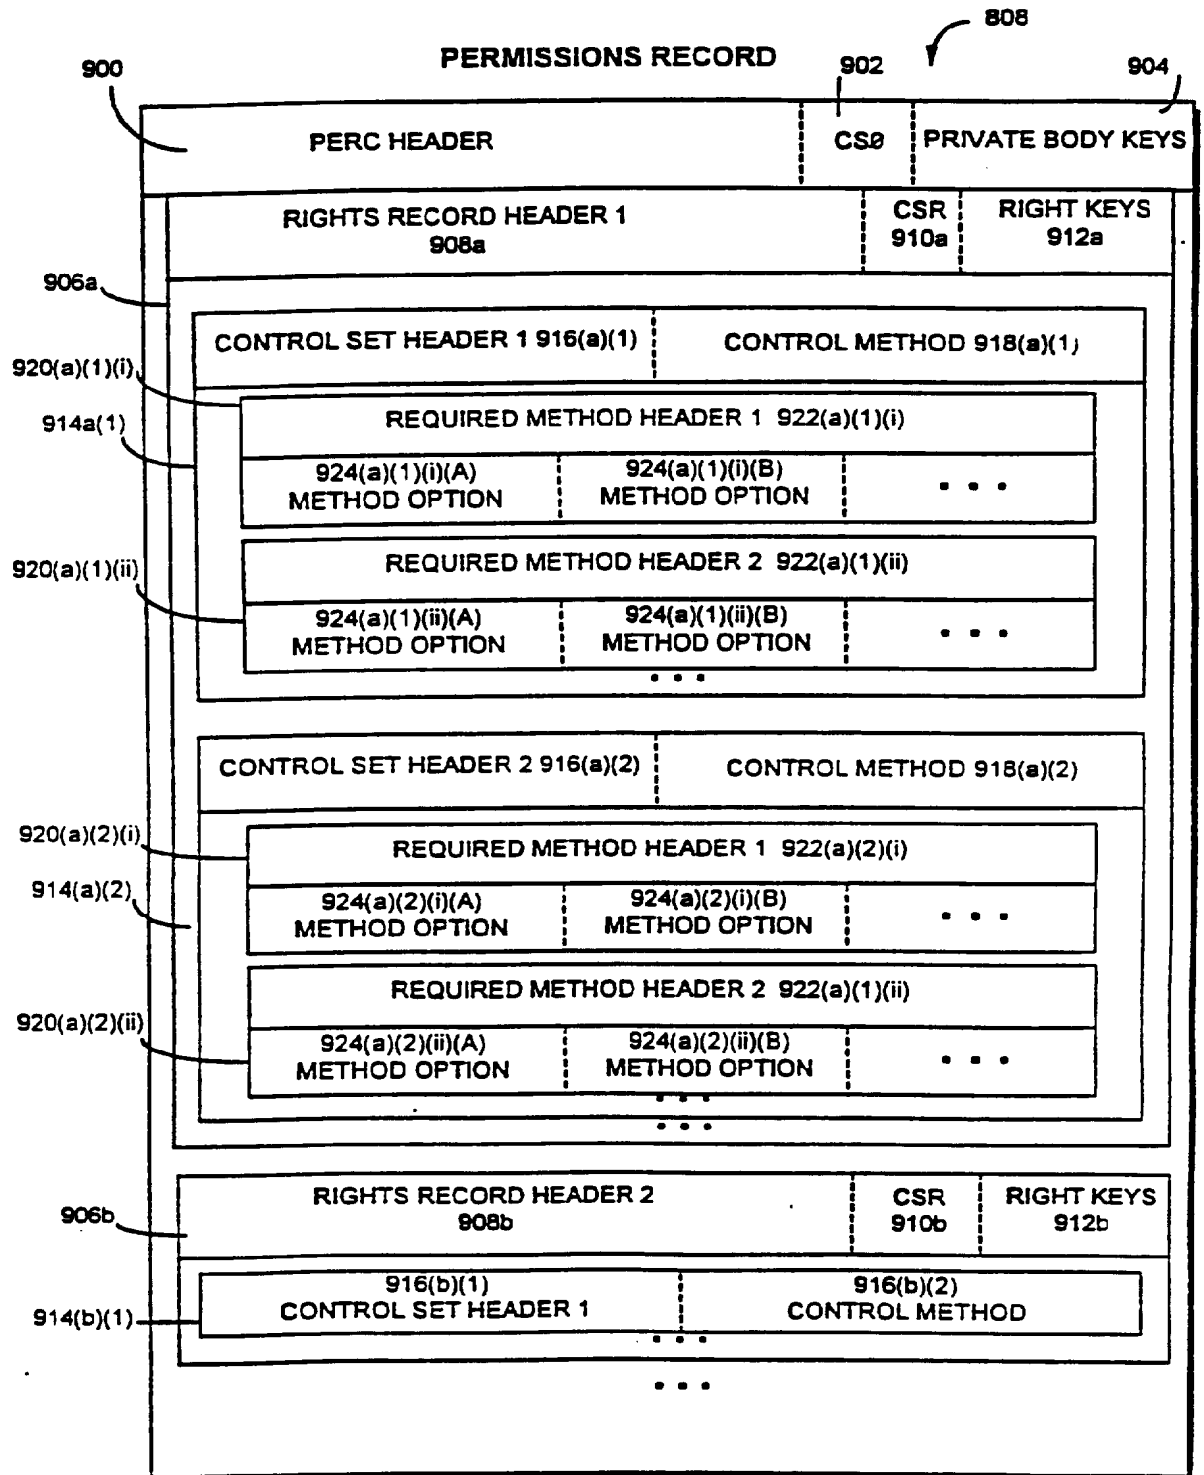 808
PERMISSIONS RECORD
900
902
904
PERC HEADER
CS0
PRIVATE BODY KEYS
RIGHTS RECORD HEADER 1
908a
CSR
910a
RIGHT KEYS
912a
906a
CONTROL SET HEADER 1 916(a)(1)
CONTROL METHOD 918(a)(1)
920(a)(1)(i)
REQUIRED METHOD HEADER 1 922(a)(1)(i)
914a(1)
924(a)(1)(i)(A)
METHOD OPTION
924(a)(1)(i)(B)
METHOD OPTION
• • •
920(a)(1)(ii)
REQUIRED METHOD HEADER 2 922(a)(1)(ii)
924(a)(1)(ii)(A)
METHOD OPTION
924(a)(1)(ii)(B)
METHOD OPTION
• • •
• • •
CONTROL SET HEADER 2 916(a)(2)
CONTROL METHOD 918(a)(2)
920(a)(2)(i)
REQUIRED METHOD HEADER 1 922(a)(2)(i)
914(a)(2)
924(a)(2)(i)(A)
METHOD OPTION
924(a)(2)(i)(B)
METHOD OPTION
• • •
920(a)(2)(ii)
REQUIRED METHOD HEADER 2 922(a)(1)(ii)
924(a)(2)(ii)(A)
METHOD OPTION
924(a)(2)(ii)(B)
METHOD OPTION
• • •
• • •
• • •
906b
RIGHTS RECORD HEADER 2
908b
CSR
910b
RIGHT KEYS
912b
914(b)(1)
916(b)(1)
CONTROL SET HEADER 1
916(b)(2)
CONTROL METHOD
• • •
• • •